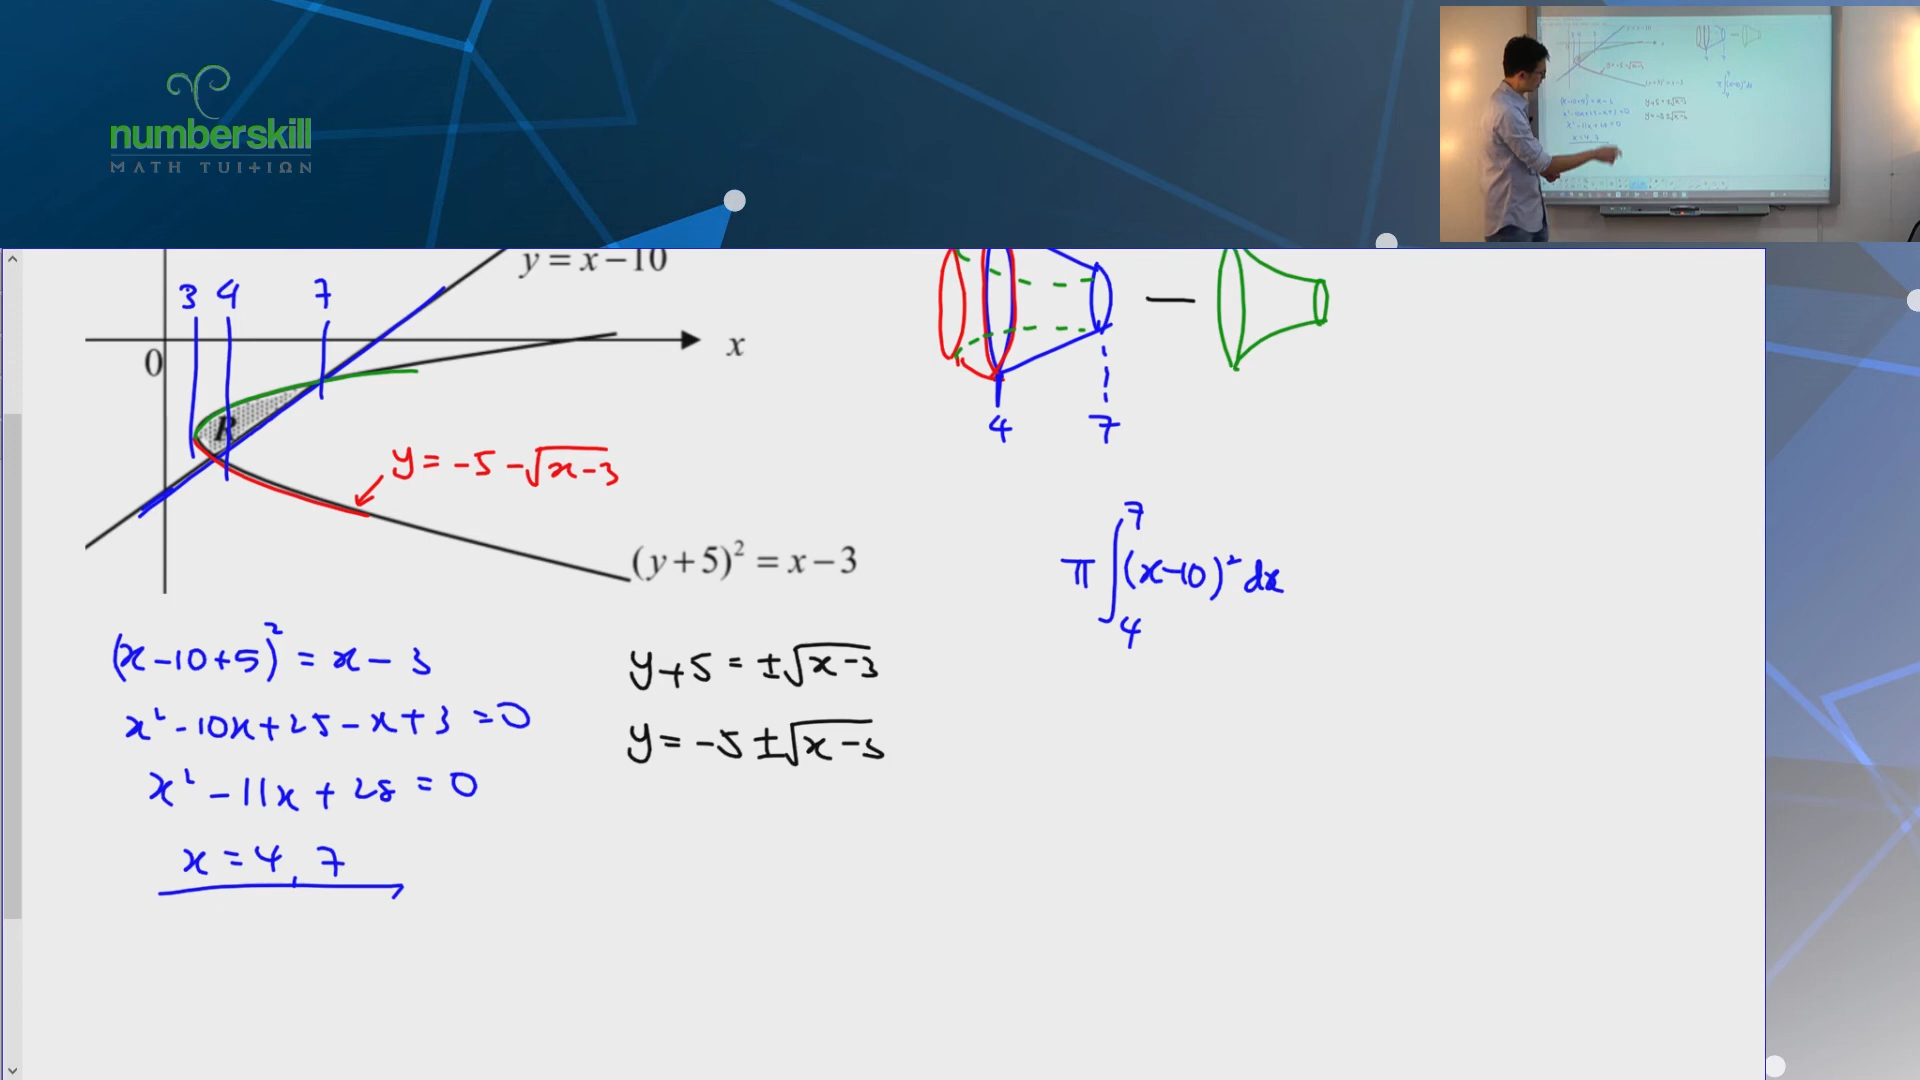 numberskill
MATH TUITION
y = x − 10
3 4 7
0
x
R
y = -5 - √(x-3)
(y + 5)² = x − 3
4 7
π ∫₄⁷ (x-10)² dx
(x-10+5)² = x - 3
x² - 10x + 25 - x + 3 = 0
x² - 11x + 28 = 0
x = 4, 7
y + 5 = ±√(x-3)
y = -5 ±√(x-3)